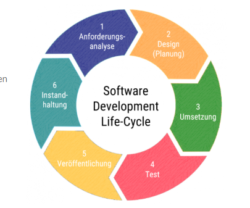 en
1
Anforderungs-
analyse
2
Design
(Planung)
3
Umsetzung
4
Test
5
Veröffentlichung
6
Instand-
haltung
Software
Development
Life-Cycle